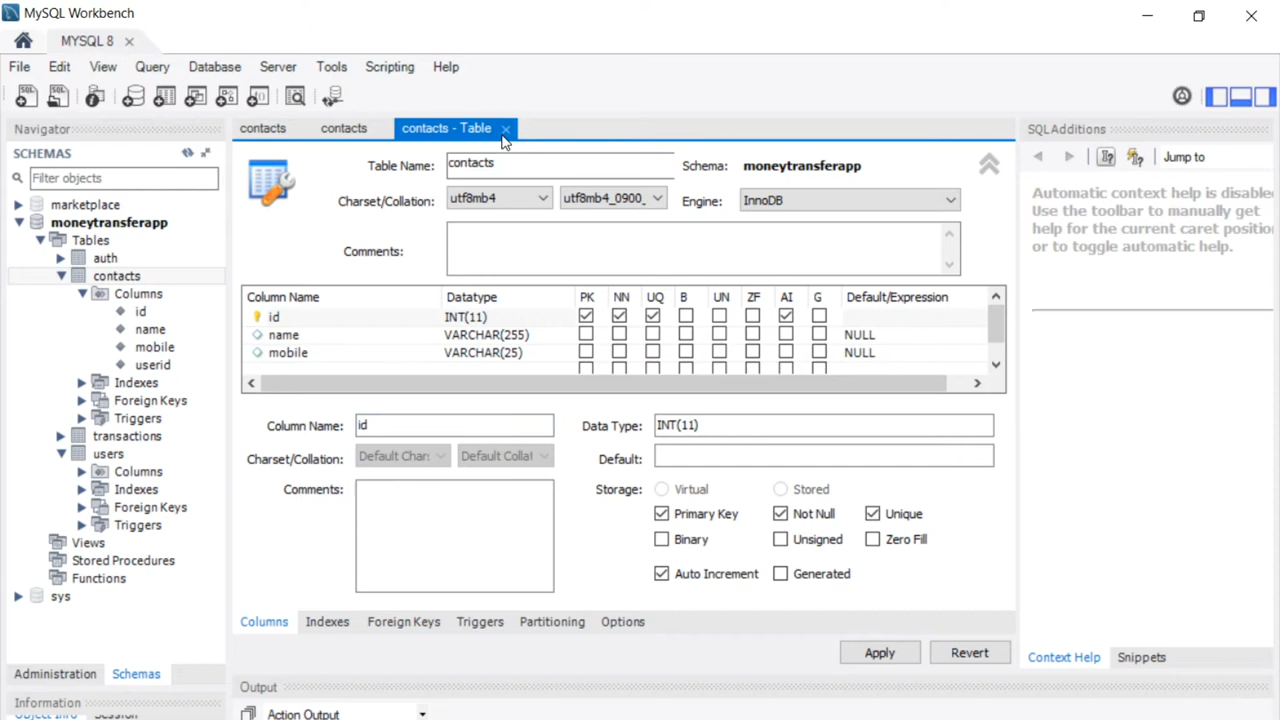 MySQL Workbench
MYSQL 8
File Edit View Query Database Server Tools Scripting Help
Navigator
SCHEMAS
Filter objects
marketplace
moneytransferapp
Tables
auth
contacts
Columns
id
name
mobile
userid
Indexes
Foreign Keys
Triggers
transactions
users
Columns
Indexes
Foreign Keys
Triggers
Views
Stored Procedures
Functions
sys
Administration Schemas
Information
Object Info Session
contacts contacts contacts - Table
Table Name: contacts Schema: moneytransferapp
Charset/Collation: utf8mb4 utf8mb4_0900_ Engine: InnoDB
Comments:
Column Name Datatype PK NN UQ B UN ZF AI G Default/Expression
id INT(11)
name VARCHAR(255) NULL
mobile VARCHAR(25) NULL
Column Name: id Data Type: INT(11)
Charset/Collation: Default Char: Default Collat Default:
Comments: Storage: Virtual Stored
Primary Key Not Null Unique
Binary Unsigned Zero Fill
Auto Increment Generated
Columns Indexes Foreign Keys Triggers Partitioning Options
Apply Revert
Output
Action Output
SQLAdditions
Jump to
Automatic context help is disable
Use the toolbar to manually get
help for the current caret positio
or to toggle automatic help.
Context Help Snippets